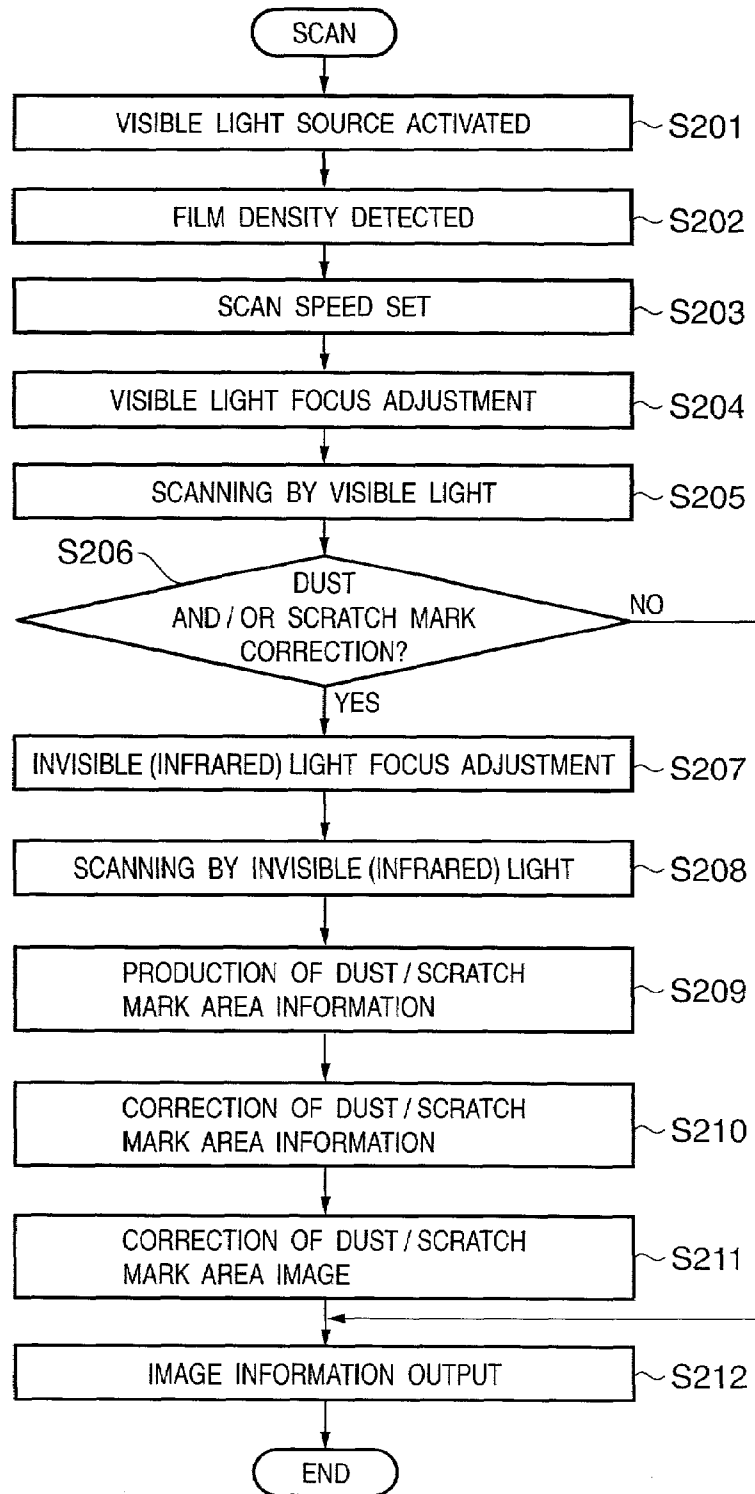 SCAN
VISIBLE LIGHT SOURCE ACTIVATED
S201
FILM DENSITY DETECTED
S202
SCAN SPEED SET
S203
VISIBLE LIGHT FOCUS ADJUSTMENT
S204
SCANNING BY VISIBLE LIGHT
S205
S206
DUST
AND/OR SCRATCH MARK
CORRECTION?
NO
YES
INVISIBLE (INFRARED) LIGHT FOCUS ADJUSTMENT
S207
SCANNING BY INVISIBLE (INFRARED) LIGHT
S208
PRODUCTION OF DUST/SCRATCH
MARK AREA INFORMATION
S209
CORRECTION OF DUST/SCRATCH
MARK AREA INFORMATION
S210
CORRECTION OF DUST/SCRATCH
MARK AREA IMAGE
S211
IMAGE INFORMATION OUTPUT
S212
END